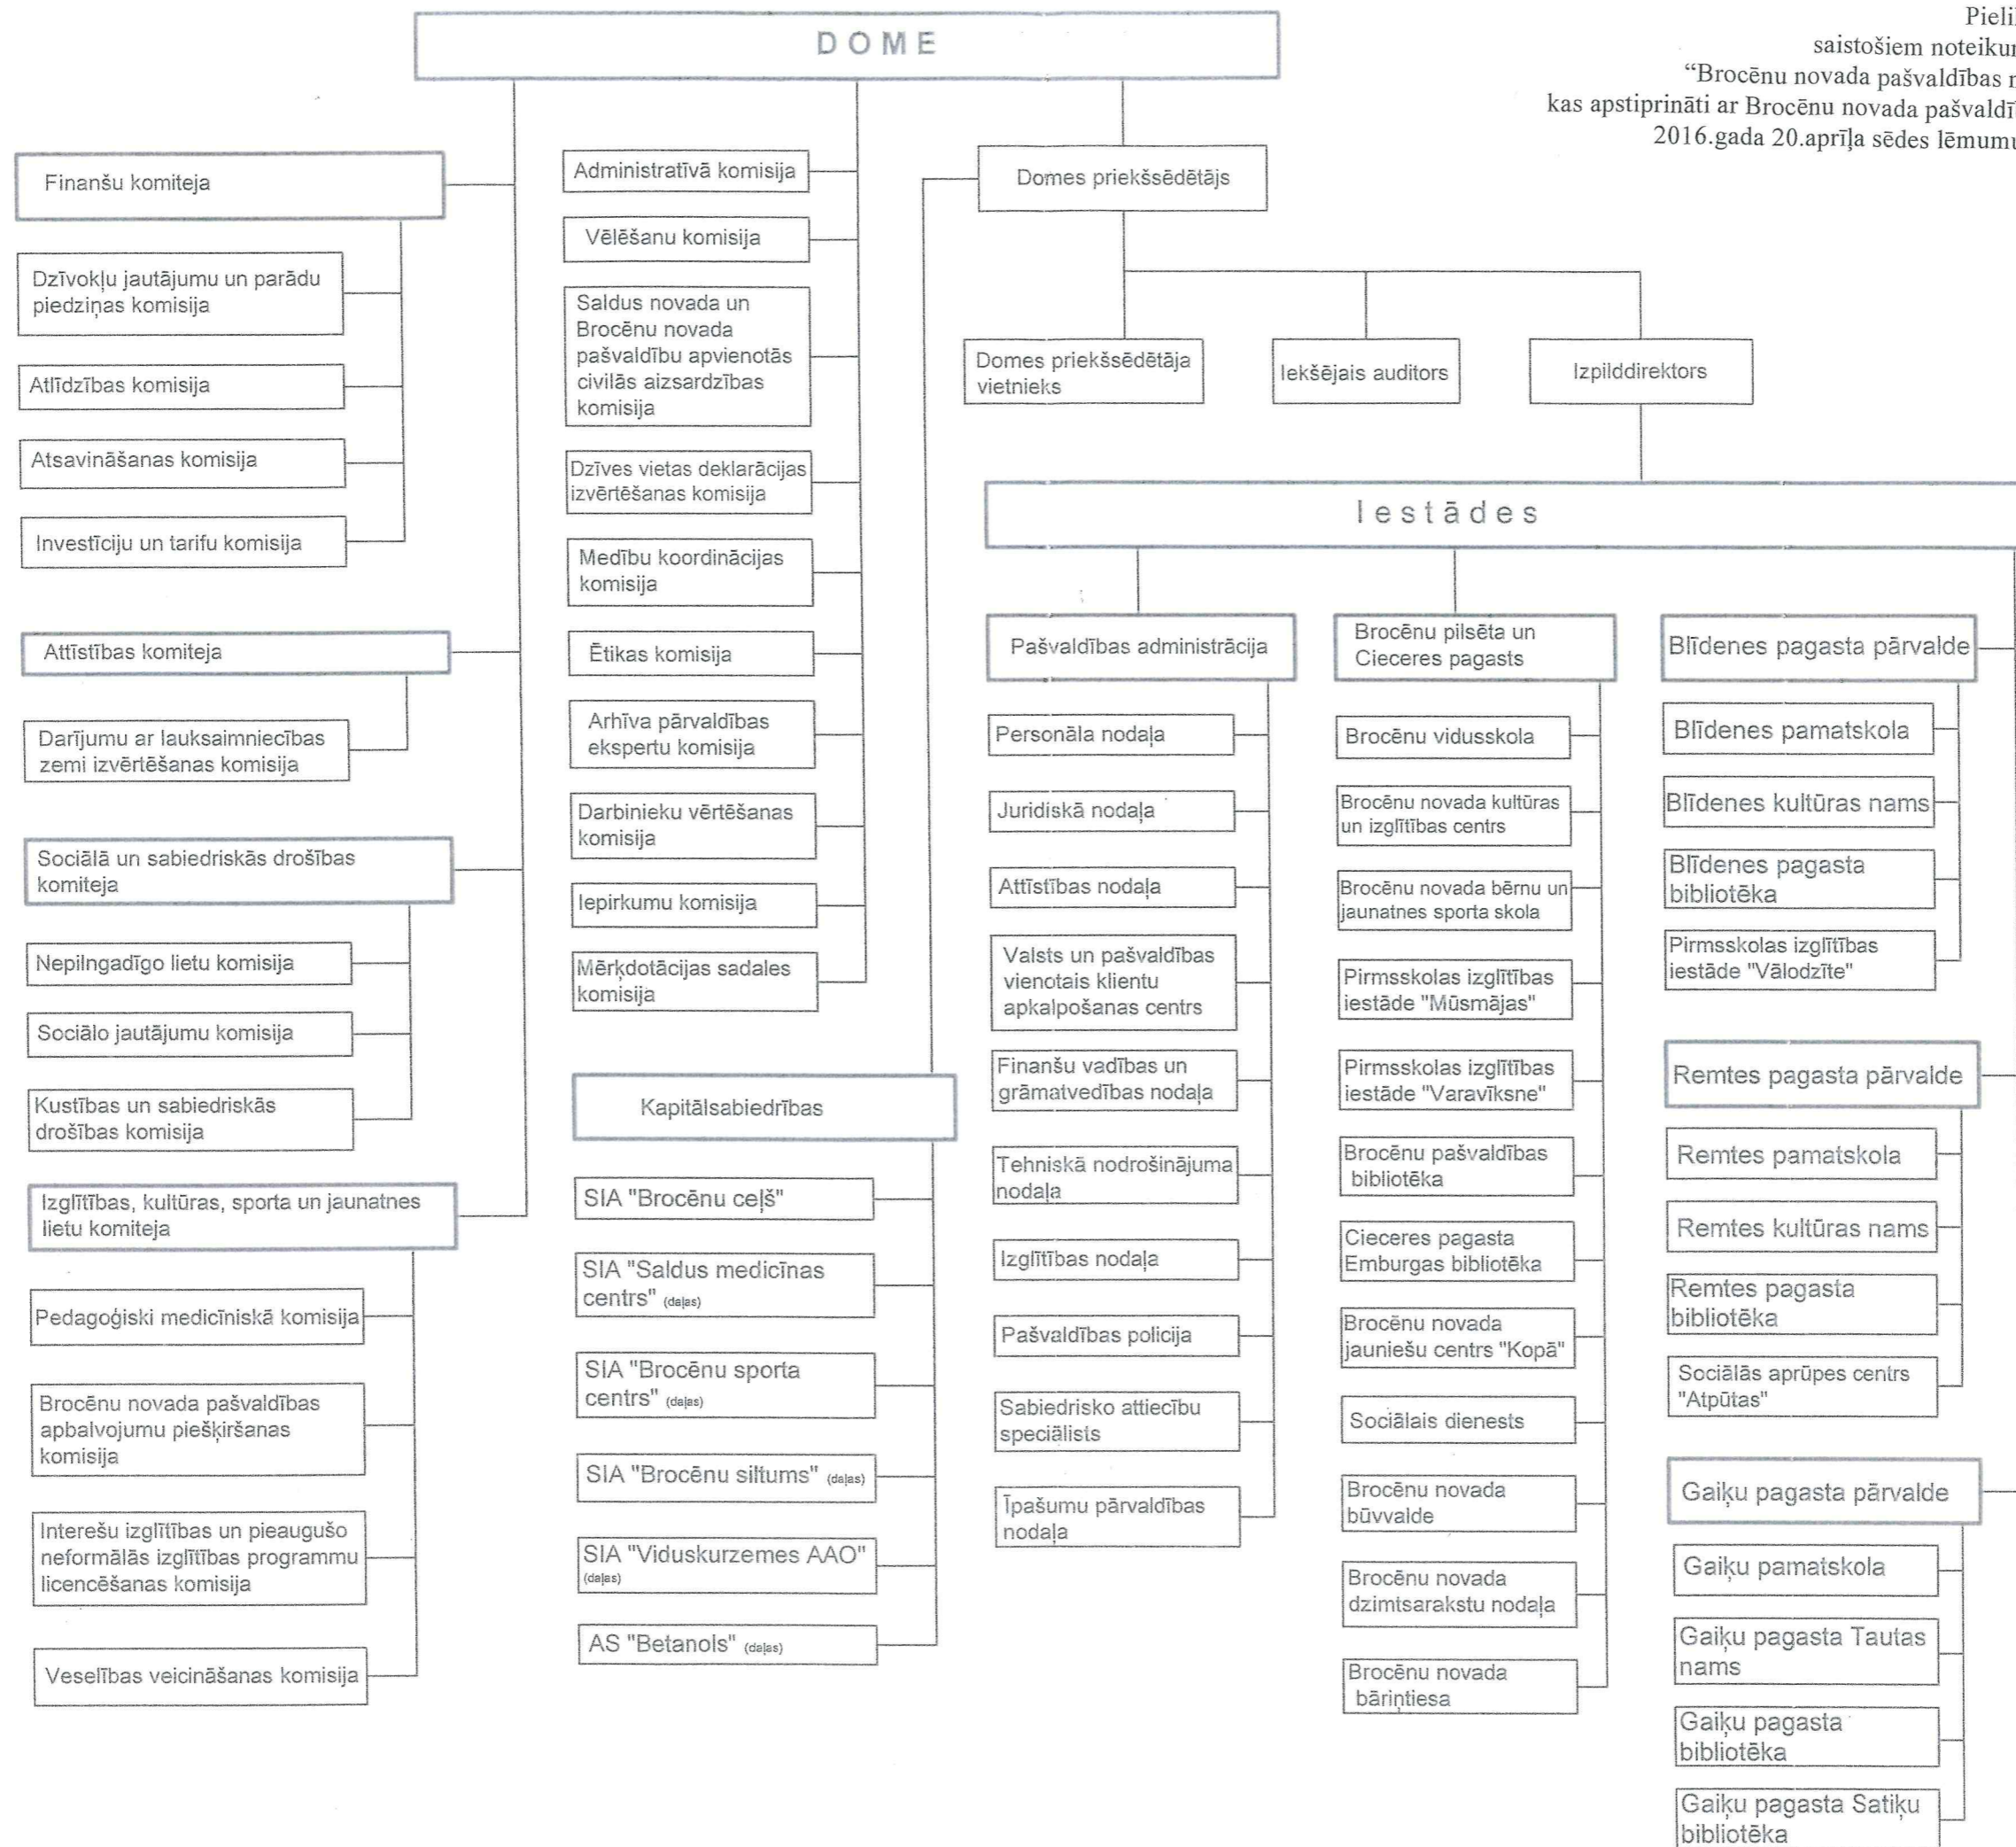 DOME
Pieli
saistošiem noteikur
“Brocēnu novada pašvaldības
kas apstiprināti ar Brocēnu novada
2016.gada 20.aprīļa sēdes
Finanšu komiteja
Dzīvokļu jautājumu un parādu
piedziņas komisija
Atlīdzības komisija
Atsavināšanas komisija
Investīciju un tarifu komisija
Attīstības komiteja
Darījumu ar lauksaimniecības
zemi izvērtēšanas komisija
Sociālā un sabiedriskās drošības
komiteja
Nepilngadīgo lietu komisija
Sociālo jautājumu komisija
Kustības un sabiedriskās
drošības komisija
Izglītības, kultūras, sporta un jaunatnes
lietu komiteja
Pedagoģiski medicīniskā komisija
Brocēnu novada pašvaldības
apbalvojumu piešķiršanas
komisija
Interešu izglītības un pieaugušo
neformālās izglītības programmu
licencēšanas komisija
Veselības veicināšanas komisija
Administratīvā komisija
Vēlēšanu komisija
Saldus novada un
Brocēnu novada
pašvaldību apvienotās
civilās aizsardzības
komisija
Dzīves vietas deklarācijas
izvērtēšanas komisija
Medību koordinācijas
komisija
Ētikas komisija
Arhīva pārvaldības
ekspertu komisija
Darbinieku vērtēšanas
komisija
Iepirkumu komisija
Mērķdotācijas sadales
komisija
Kapitālsabiedrības
SIA "Brocēnu ceļš"
SIA "Saldus medicīnas
centrs" (daļas)
SIA "Brocēnu sporta
centrs" (daļas)
SIA "Brocēnu siltums" (daļas)
SIA "Viduskurzemes AAO"
(daļas)
AS "Betanols" (daļas)
Domes priekšsēdētājs
Domes priekšsēdētāja
vietnieks
Iekšējais auditors
Izpilddirektors
Iestādes
Pašvaldības administrācija
Personāla nodaļa
Juridiskā nodaļa
Attīstības nodaļa
Valsts un pašvaldības
vienotais klientu
apkalpošanas centrs
Finanšu vadības un
grāmatvedības nodaļa
Tehniskā nodrošinājuma
nodaļa
Izglītības nodaļa
Pašvaldības policija
Sabiedrisko attiecību
speciālists
Īpašumu pārvaldības
nodaļa
Brocēnu pilsēta un
Cieceres pagasts
Brocēnu vidusskola
Brocēnu novada kultūras
un izglītības centrs
Brocēnu novada bērnu un
jaunatnes sporta skola
Pirmsskolas izglītības
iestāde "Mūsmājas"
Pirmsskolas izglītības
iestāde "Varavīksne"
Brocēnu pašvaldības
bibliotēka
Cieceres pagasta
Emburgas bibliotēka
Brocēnu novada
jauniešu centrs "Kopā"
Sociālais dienests
Brocēnu novada
būvvalde
Brocēnu novada
dzimtsarakstu nodaļa
Brocēnu novada
bāriņtiesa
Blīdenes pagasta pārvalde
Blīdenes pamatskola
Blīdenes kultūras nams
Blīdenes pagasta
bibliotēka
Pirmsskolas izglītības
iestāde "Vālodzīte"
Remtes pagasta pārvalde
Remtes pamatskola
Remtes kultūras nams
Remtes pagasta
bibliotēka
Sociālās aprūpes centrs
"Atpūtas"
Gaiķu pagasta pārvalde
Gaiķu pamatskola
Gaiķu pagasta Tautas
nams
Gaiķu pagasta
bibliotēka
Gaiķu pagasta Satiķu
bibliotēka